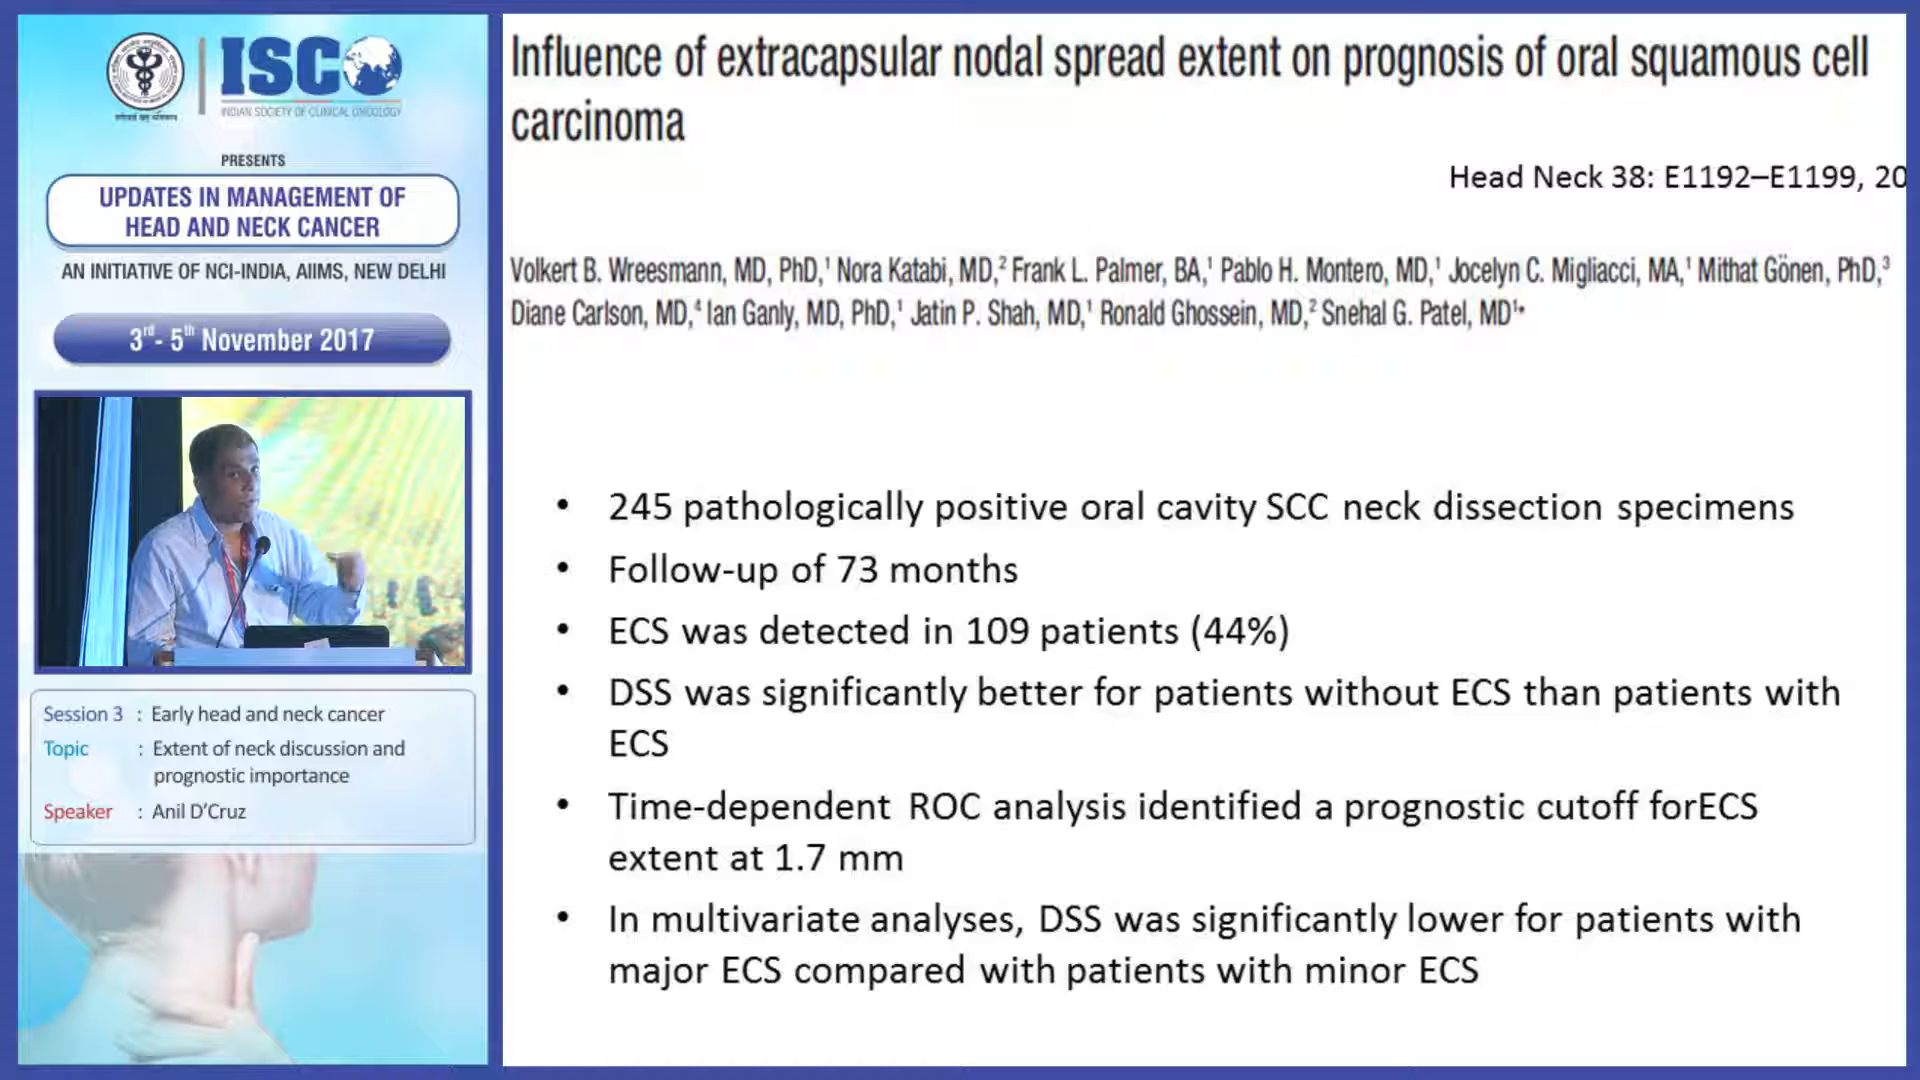 ISCO
INDIAN SOCIETY OF CLINICAL ONCOLOGY
PRESENTS
UPDATES IN MANAGEMENT OF
HEAD AND NECK CANCER
AN INITIATIVE OF NCI-INDIA, AIIMS, NEW DELHI
3rd- 5th November 2017
Session 3 : Early head and neck cancer
Topic : Extent of neck discussion and
prognostic importance
Speaker : Anil D’Cruz
Influence of extracapsular nodal spread extent on prognosis of oral squamous cell
carcinoma
Head Neck 38: E1192–E1199, 20
Volkert B. Wreesmann, MD, PhD,¹ Nora Katabi, MD,² Frank L. Palmer, BA,¹ Pablo H. Montero, MD,¹ Jocelyn C. Migliacci, MA,¹ Mithat Gönen, PhD,³
Diane Carlson, MD,⁴ Ian Ganly, MD, PhD,¹ Jatin P. Shah, MD,¹ Ronald Ghossein, MD,² Snehal G. Patel, MD¹*
• 245 pathologically positive oral cavity SCC neck dissection specimens
• Follow-up of 73 months
• ECS was detected in 109 patients (44%)
• DSS was significantly better for patients without ECS than patients with
ECS
• Time-dependent ROC analysis identified a prognostic cutoff forECS
extent at 1.7 mm
• In multivariate analyses, DSS was significantly lower for patients with
major ECS compared with patients with minor ECS